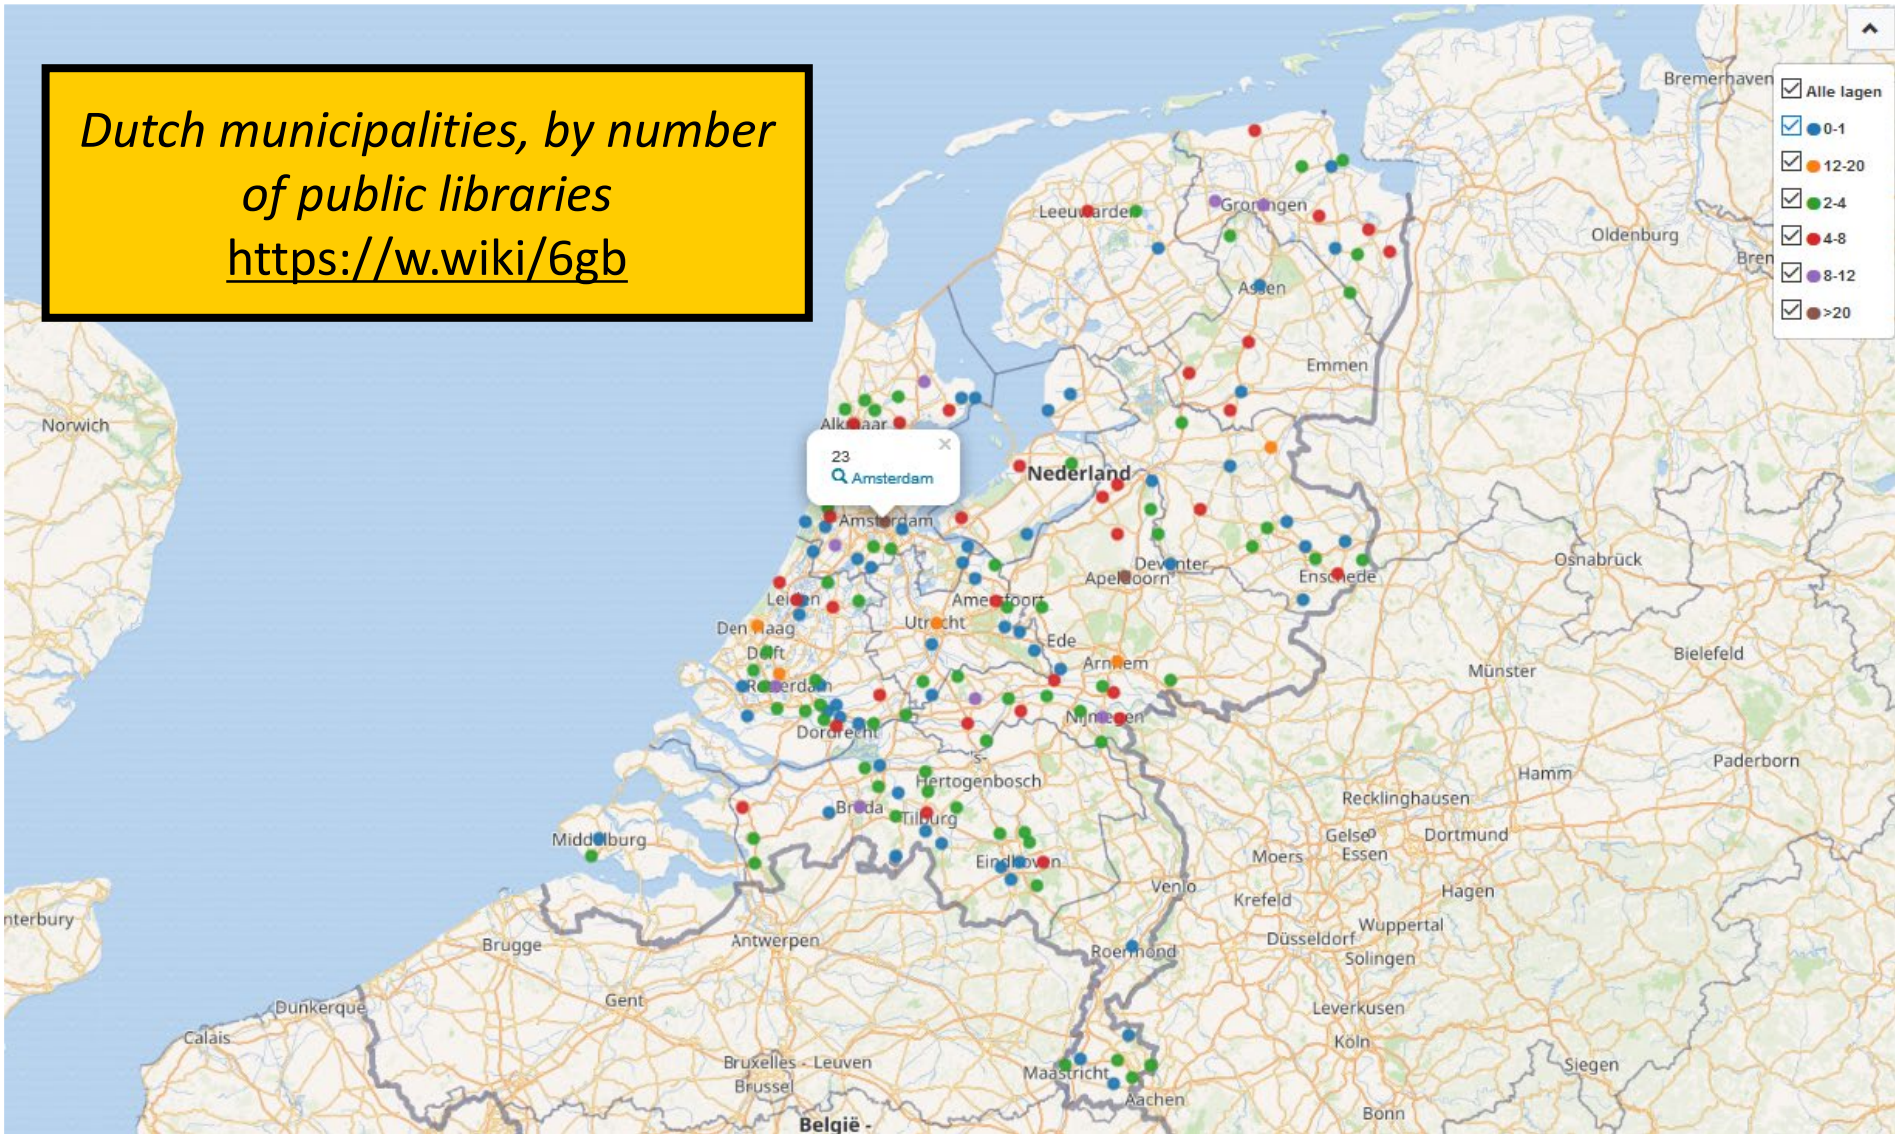 Dutch municipalities, by number
of public libraries
https://w.wiki/6gb
Alle lagen
0-1
12-20
2-4
4-8
8-12
>20
Bremerhaven
Oldenburg
Leeuwarden
Groningen
Assen
Emmen
Norwich
Alkmaar
23
Amsterdam
Nederland
Amsterdam
Deventer
Apeldoorn
Enschede
Osnabrück
Leiden
Amersfoort
Den Haag
Utrecht
Delft
Ede
Arnhem
Münster
Bielefeld
Rotterdam
Nijmegen
Dordrecht
's-
Hertogenbosch
Paderborn
Hamm
Recklinghausen
Breda
Tilburg
Middelburg
Gelse
Dortmund
Essen
Moers
Eindhoven
Venlo
Hagen
Krefeld
nterbury
Wuppertal
Düsseldorf
Solingen
Brugge
Antwerpen
Roermond
Gent
Dunkerque
Leverkusen
Calais
Köln
Bruxelles -
Brussel
Leuven
Maastricht
Siegen
Aachen
Bonn
België -